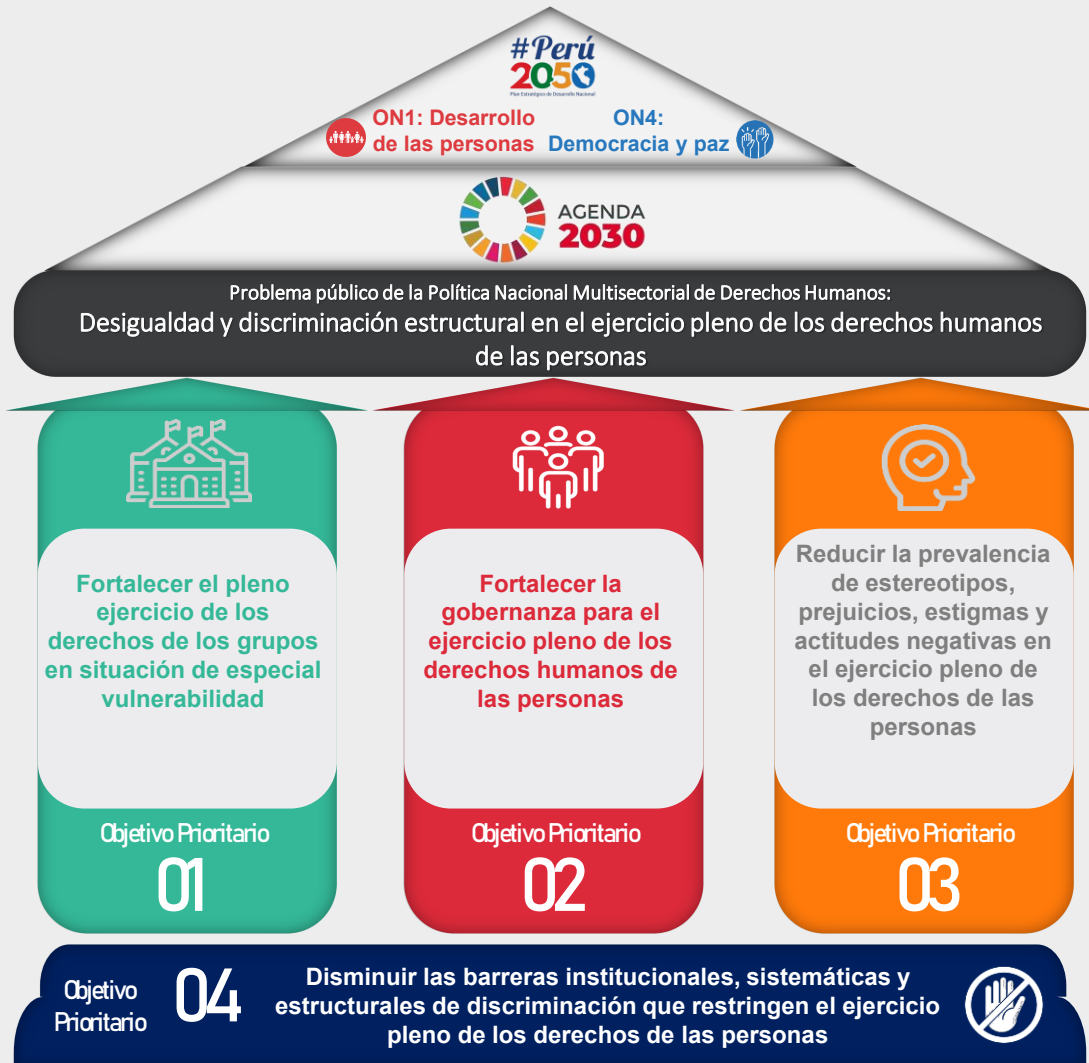 #Perú
2050
Plan Estratégico de Desarrollo Nacional
ON1: Desarrollo
de las personas
ON4:
Democracia y paz
AGENDA
2030
Problema público de la Política Nacional Multisectorial de Derechos Humanos:
Desigualdad y discriminación estructural en el ejercicio pleno de los derechos humanos
de las personas
Fortalecer el pleno
ejercicio de los
derechos de los grupos
en situación de especial
vulnerabilidad
Objetivo Prioritario
01
Fortalecer la
gobernanza para el
ejercicio pleno de los
derechos humanos de
las personas
Objetivo Prioritario
02
Reducir la prevalencia
de estereotipos,
prejuicios, estigmas y
actitudes negativas en
el ejercicio pleno de
los derechos de las
personas
Objetivo Prioritario
03
Objetivo
Prioritario
04
Disminuir las barreras institucionales, sistemáticas y
estructurales de discriminación que restringen el ejercicio
pleno de los derechos de las personas